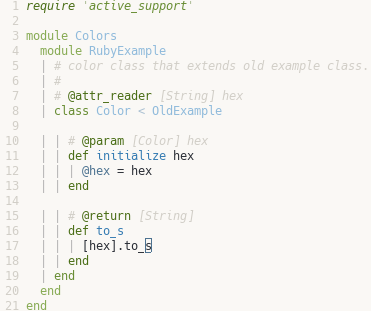 1 require 'active_support'
2
3 module Colors
4   module RubyExample
5   | # color class that extends old example class.
6   | #
7   | # @attr_reader [String] hex
8   | class Color < OldExample
9
10   | | # @param [Color] hex
11   | | def initialize hex
12   | | | @hex = hex
13   | | end
14
15   | | # @return [String]
16   | | def to_s
17   | | | [hex].to_s
18   | | end
19   | end
20   end
21 end